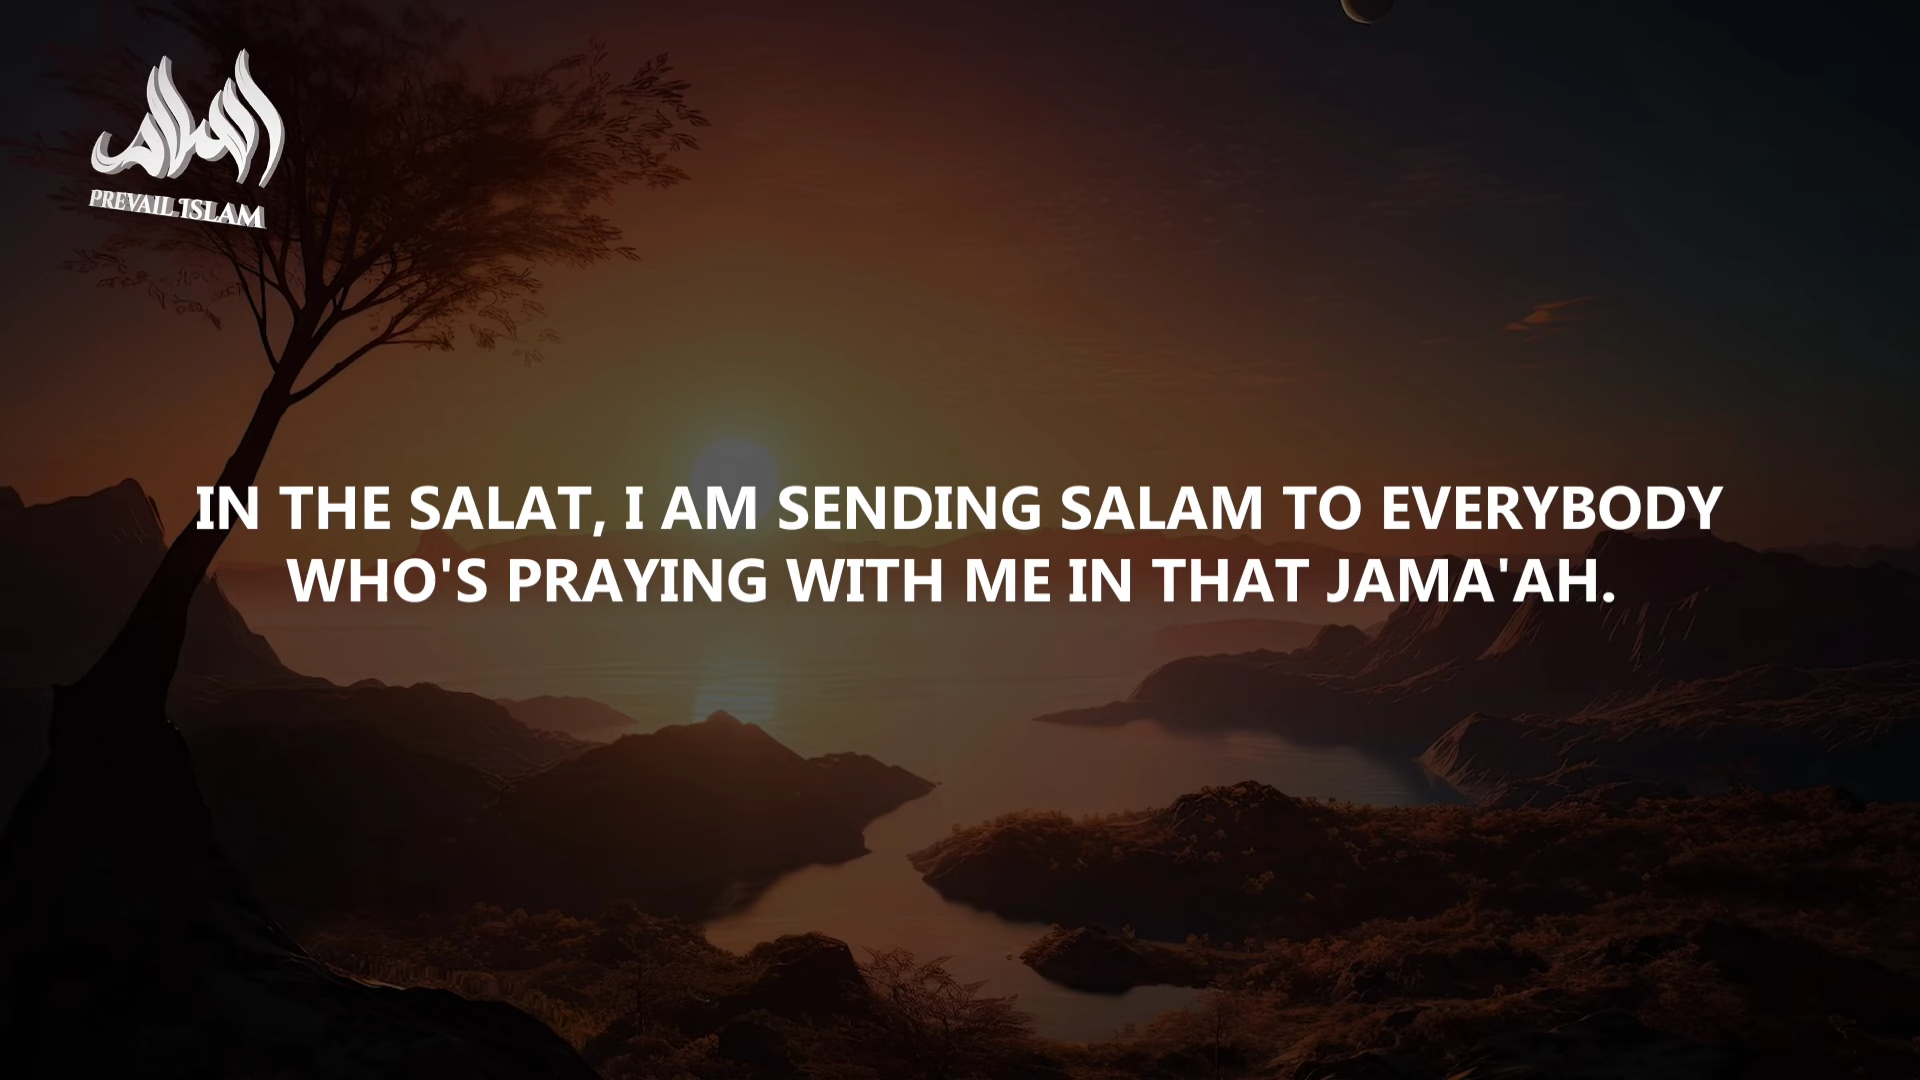 PREVAIL ISLAM
IN THE SALAT, I AM SENDING SALAM TO EVERYBODY
WHO'S PRAYING WITH ME IN THAT JAMA'AH.